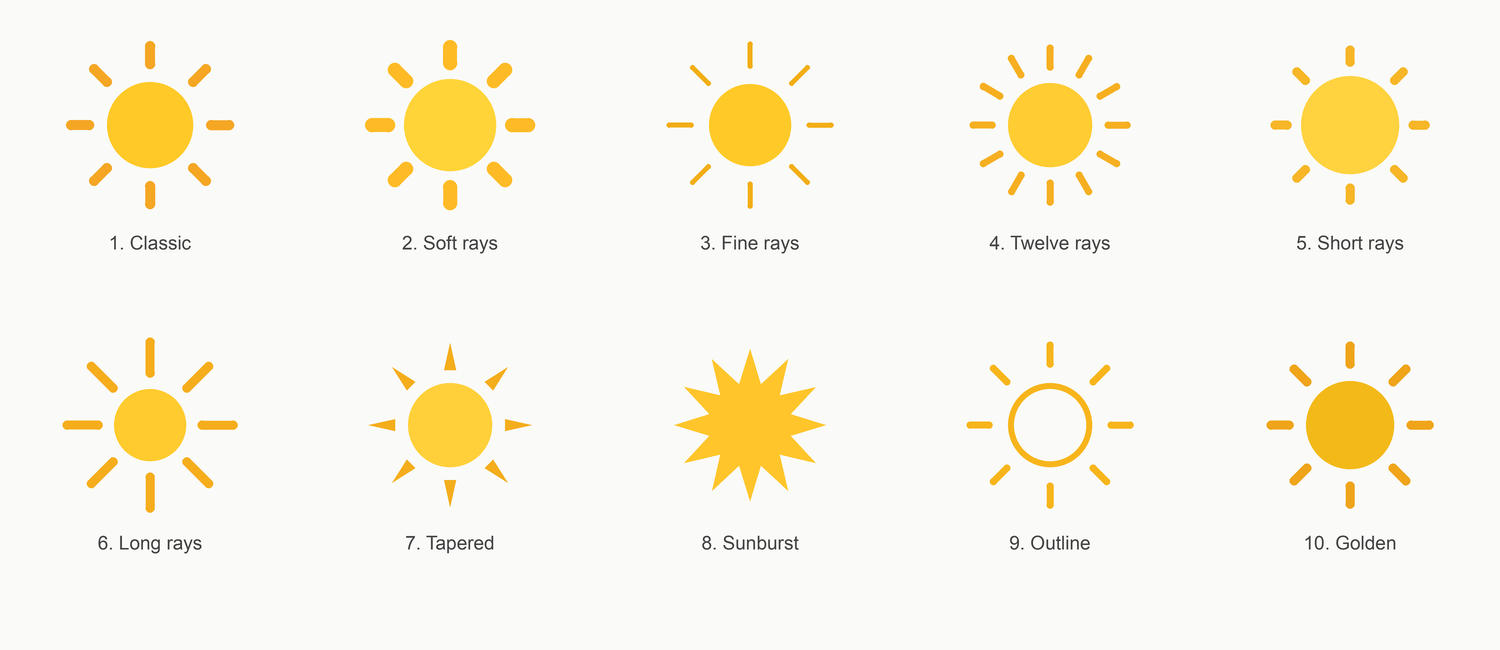 1. Classic
2. Soft rays
3. Fine rays
4. Twelve rays
5. Short rays
6. Long rays
7. Tapered
8. Sunburst
9. Outline
10. Golden